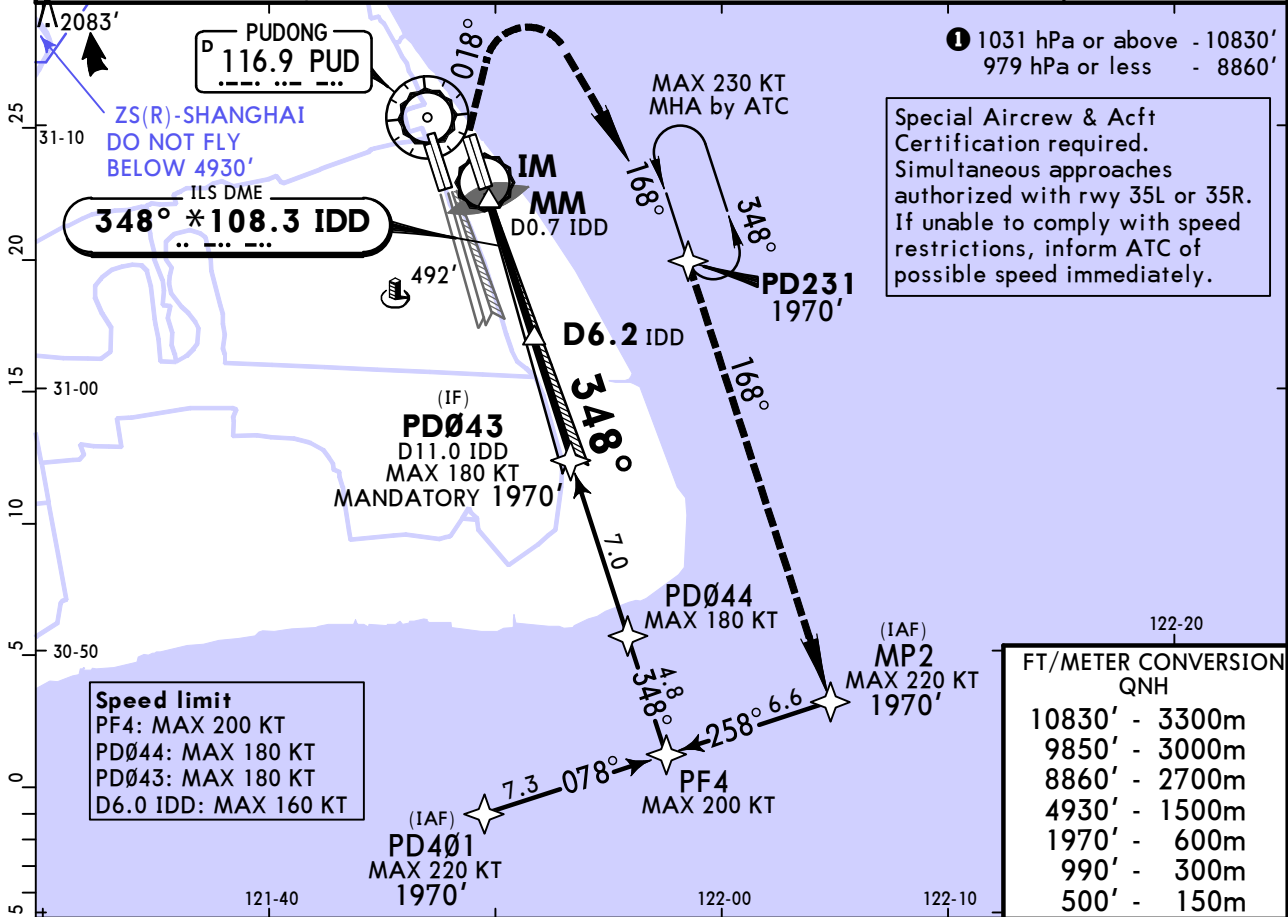 2083'
PUDONG
D 116.9 PUD
018°
❶ 1031 hPa or above - 10830'
979 hPa or less - 8860'
MAX 230 KT
MHA by ATC
ZS(R)-SHANGHAI
DO NOT FLY
BELOW 4930'
Special Aircrew & Acft
Certification required.
Simultaneous approaches
authorized with rwy 35L or 35R.
If unable to comply with speed
restrictions, inform ATC of
possible speed immediately.
25
31-10
IM
MM
D0.7 IDD
168°
348°
ILS DME
348° *108.3 IDD
20
492'
PD231
1970'
D6.2 IDD
168°
15
31-00
348°
(IF)
PDØ43
D11.0 IDD
MAX 180 KT
MANDATORY 1970'
10
7.0
PDØ44
MAX 180 KT
5
30-50
122-20
(IAF)
MP2
MAX 220 KT
1970'
4.8
348°
258° 6.6
Speed limit
PF4: MAX 200 KT
PDØ44: MAX 180 KT
PDØ43: MAX 180 KT
D6.0 IDD: MAX 160 KT
0
7.3 078°
PF4
MAX 200 KT
(IAF)
PD4Ø1
MAX 220 KT
1970'
FT/METER CONVERSION
QNH
10830' - 3300m
9850' - 3000m
8860' - 2700m
4930' - 1500m
1970' - 600m
990' - 300m
500' - 150m
5
121-40
122-00
122-10